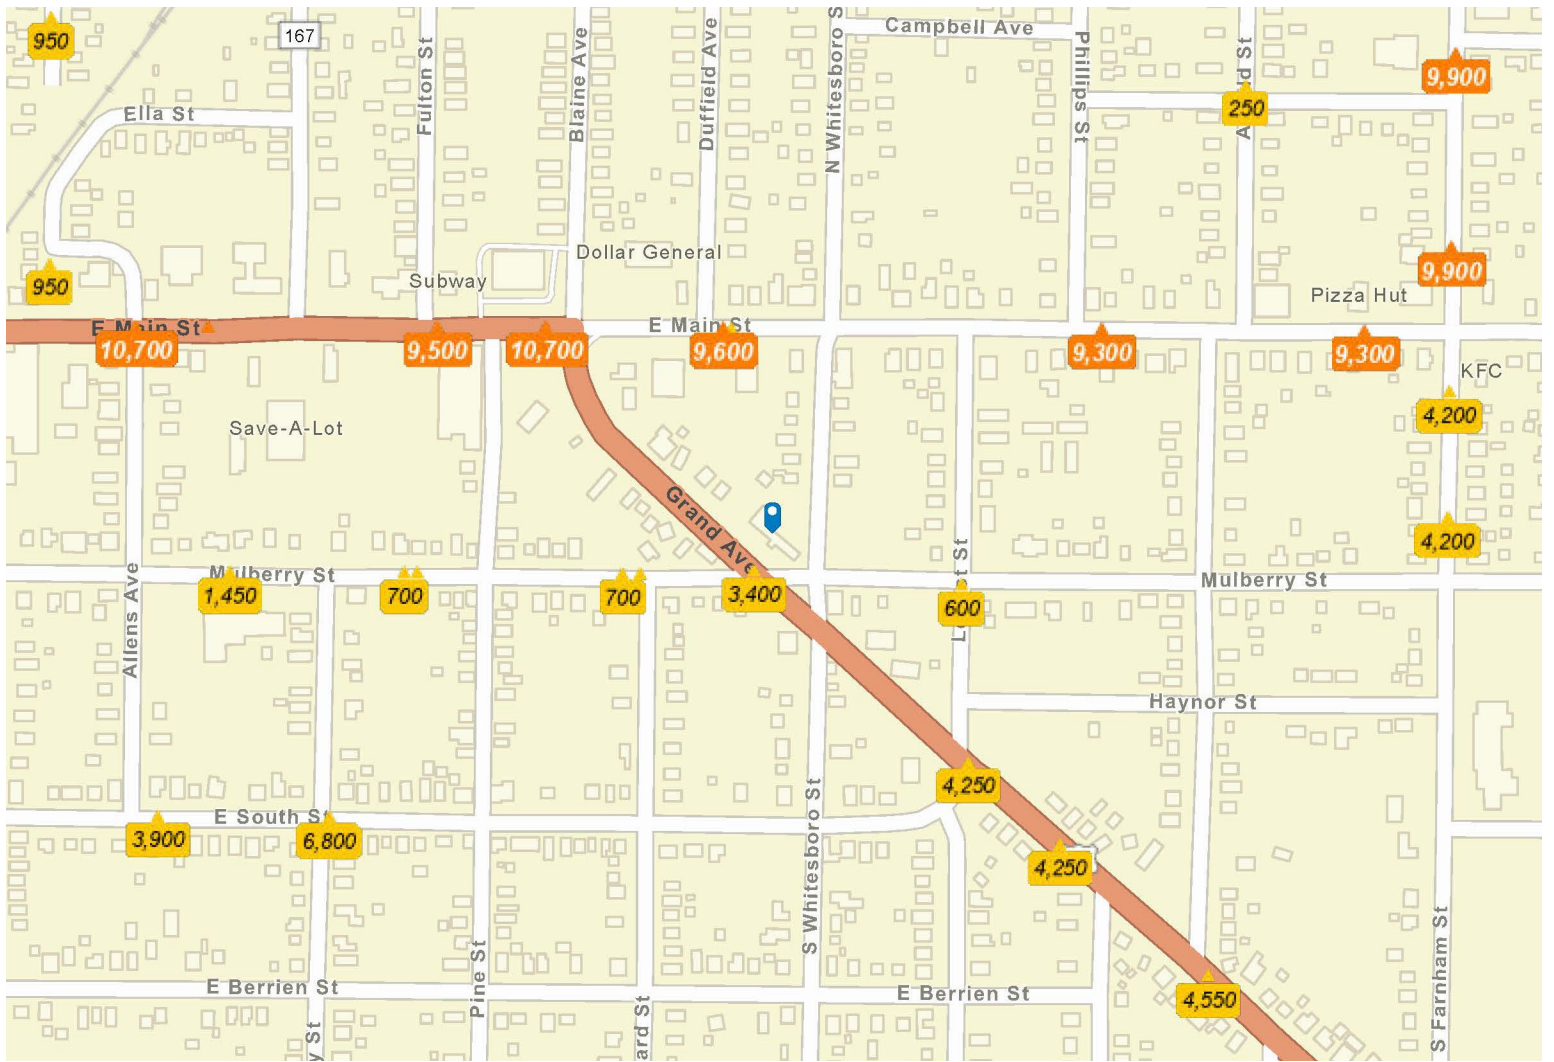 950
167
Fulton St
Blaine Ave
Duffield Ave
N Whitesboro S
Campbell Ave
Phillips St
9,900
250
Ella St
Dollar General
Subway
950
9,900
Pizza Hut
E Main St
E Main St
10,700
9,500
10,700
9,600
9,300
9,300
KFC
4,200
Save-A-Lot
Grand Ave
4,200
Mulberry St
Mulberry St
1,450
700
700
3,400
600
Allens Ave
Haynor St
4,250
E South St
3,900
6,800
S Whitesboro St
4,250
Pine St
E Berrien St
E Berrien St
4,550
S Farnham St
y St
ard St